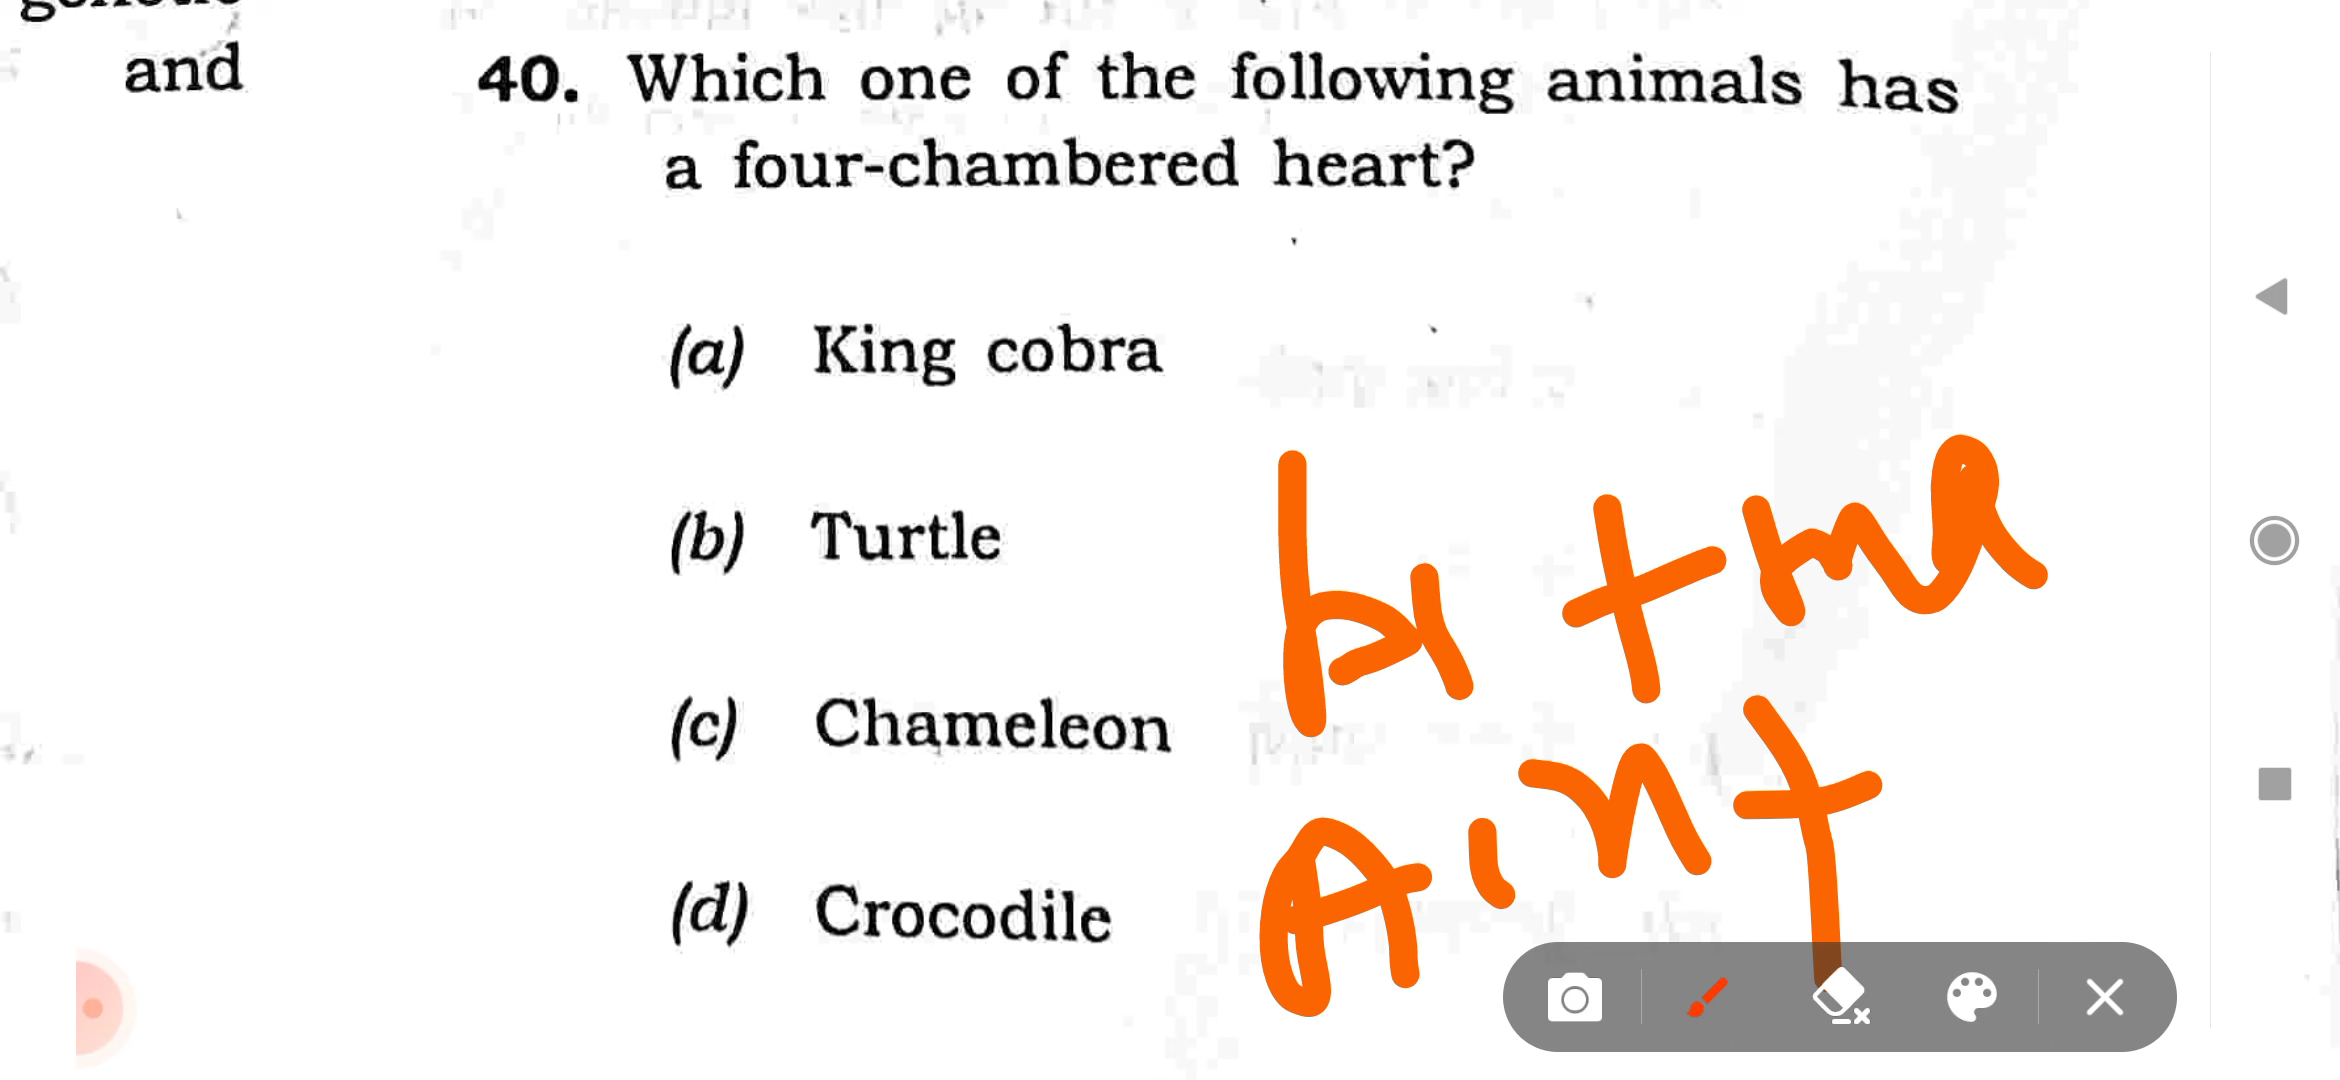 and
40. Which one of the following animals has
a four-chambered heart?
(a) King cobra
(b) Turtle
(c) Chameleon
(d) Crocodile